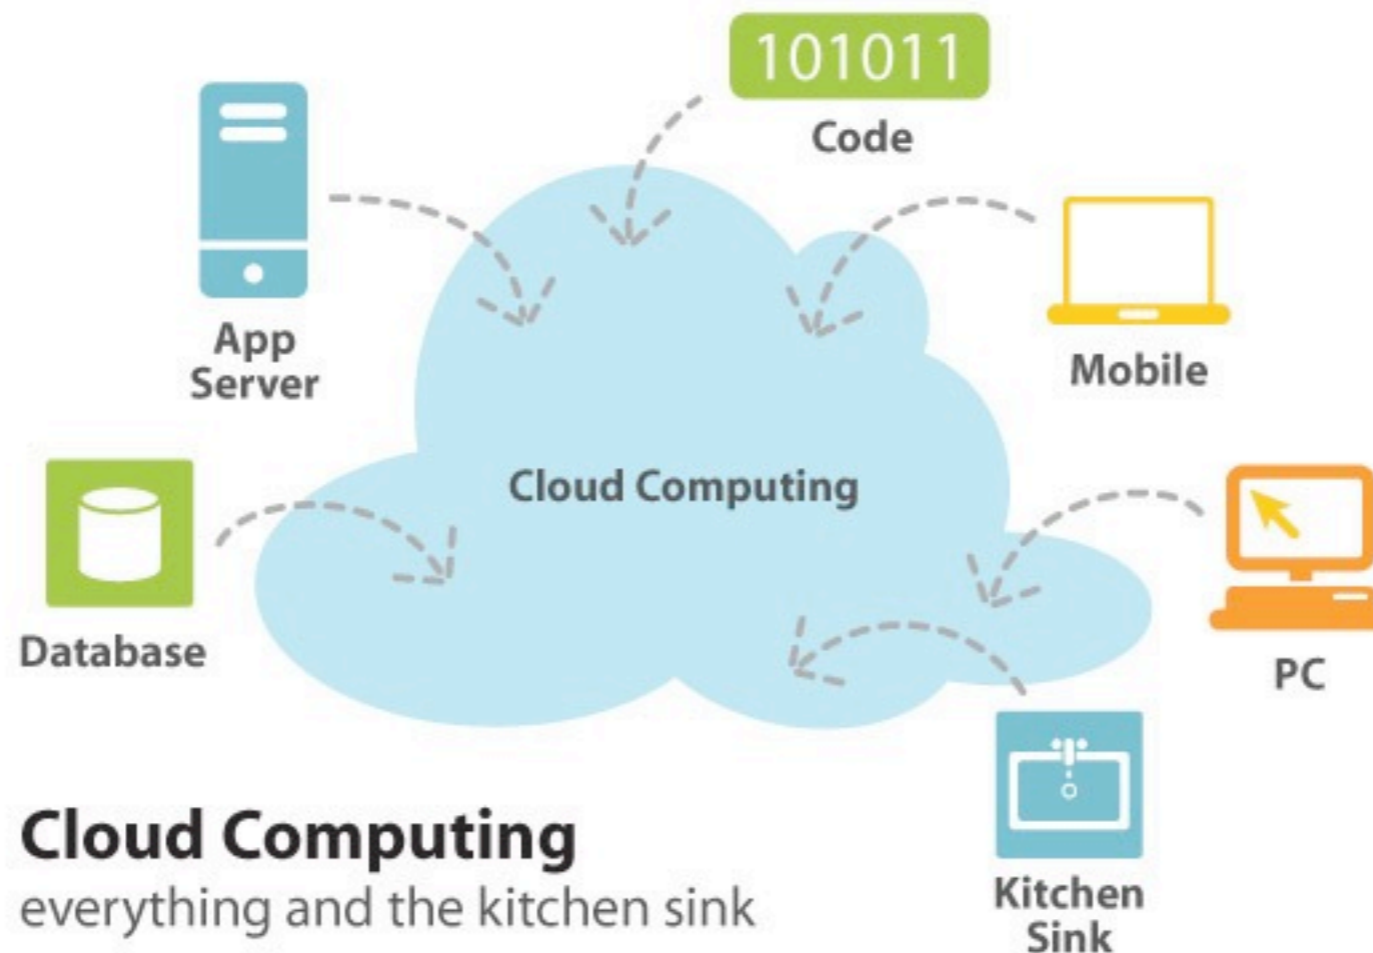 101011
Code
App
Server
Mobile
Cloud Computing
Database
PC
Kitchen
Sink
Cloud Computing
everything and the kitchen sink